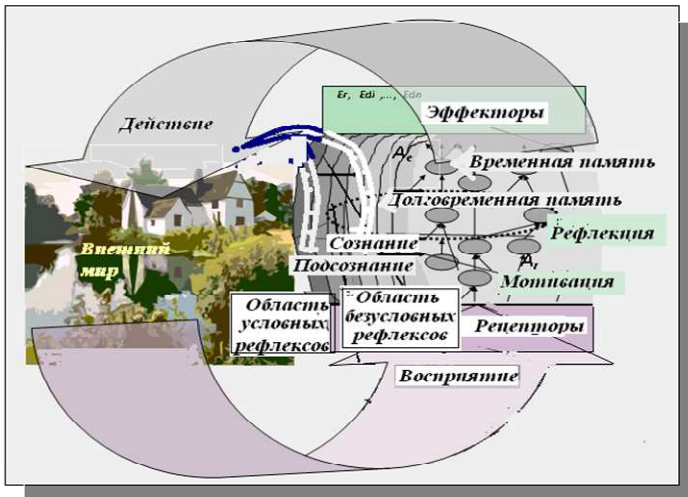 Er, Edi ,..., Edn
Эффекторы
Действие
Временная память
Долговременная память
Рефлекция
Сознание
Внешний
мир
Подсознание
Мотивация
Область
условных
рефлексов
Область
безусловных
рефлексов
Рецепторы
Восприятие